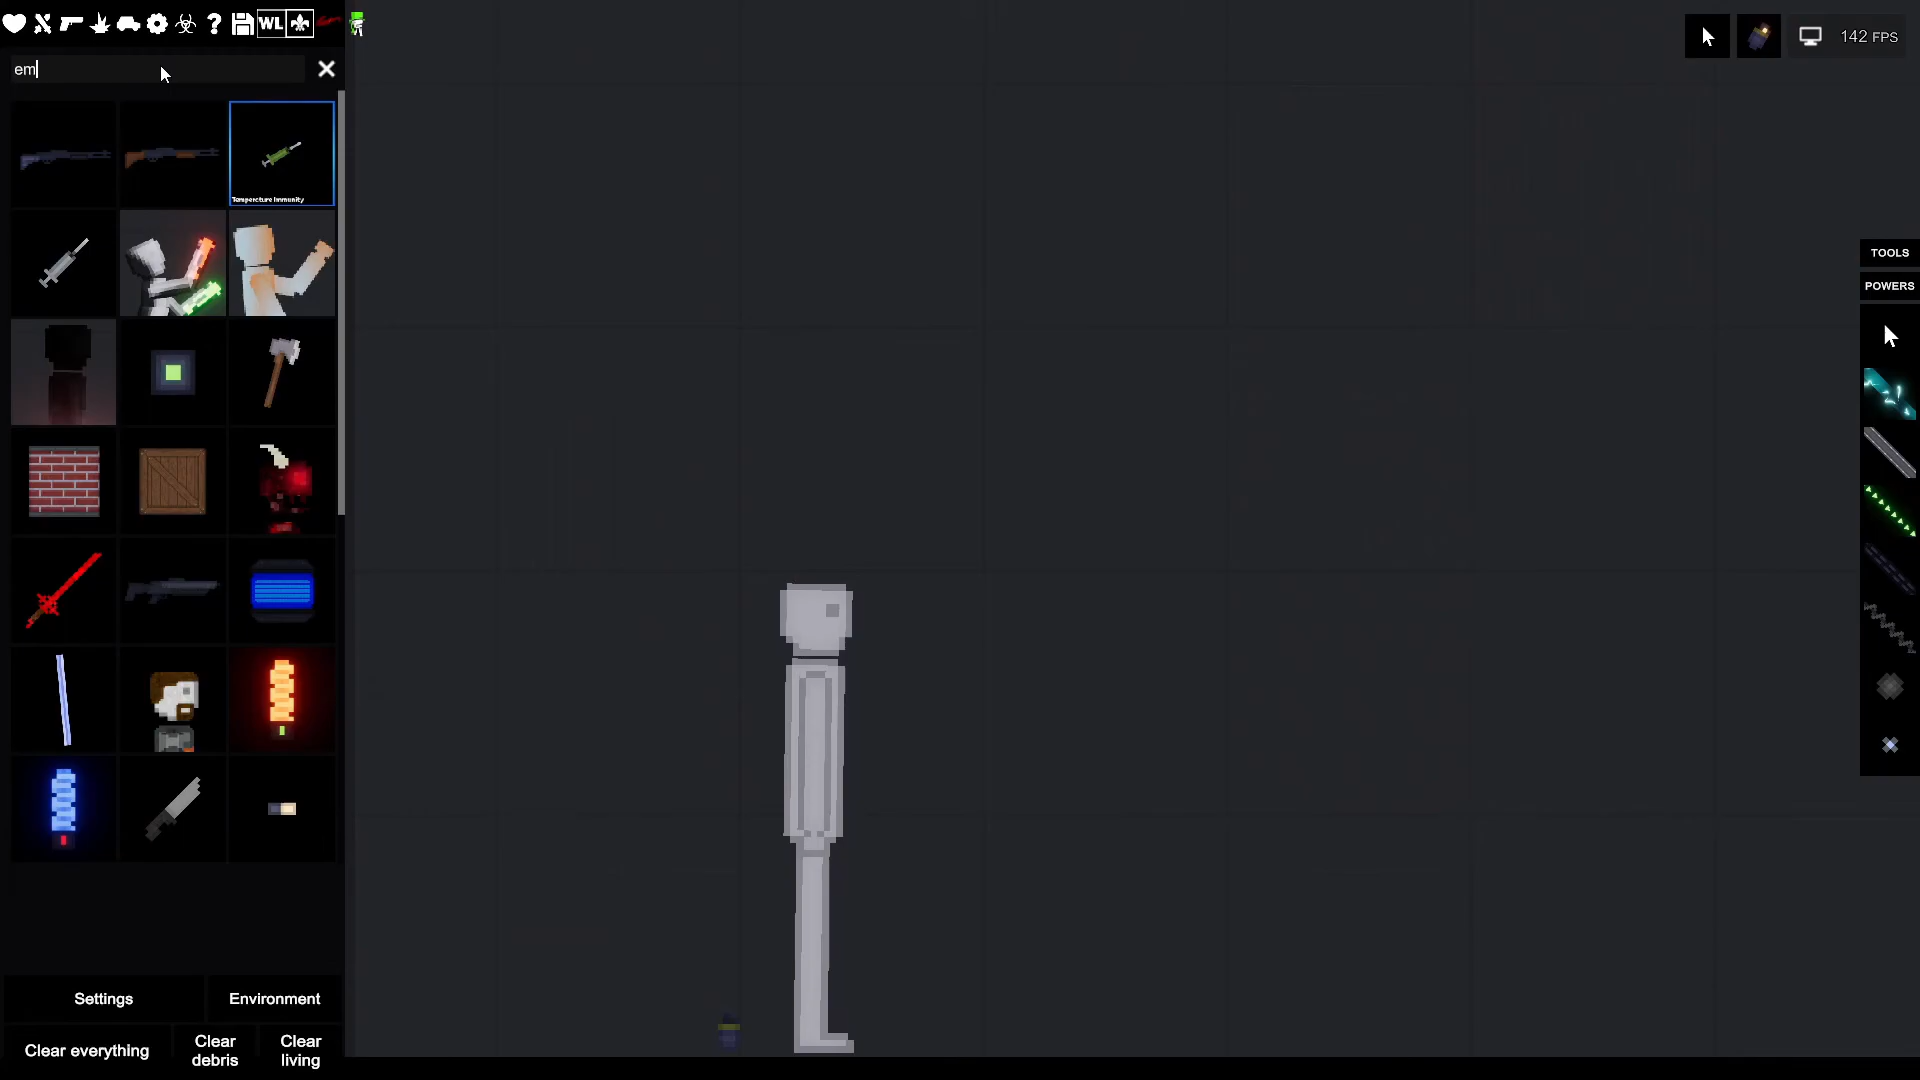 WL
142 FPS
em
Temperature Immunity
TOOLS
POWERS
Settings
Environment
Clear everything
Clear
debris
Clear
living